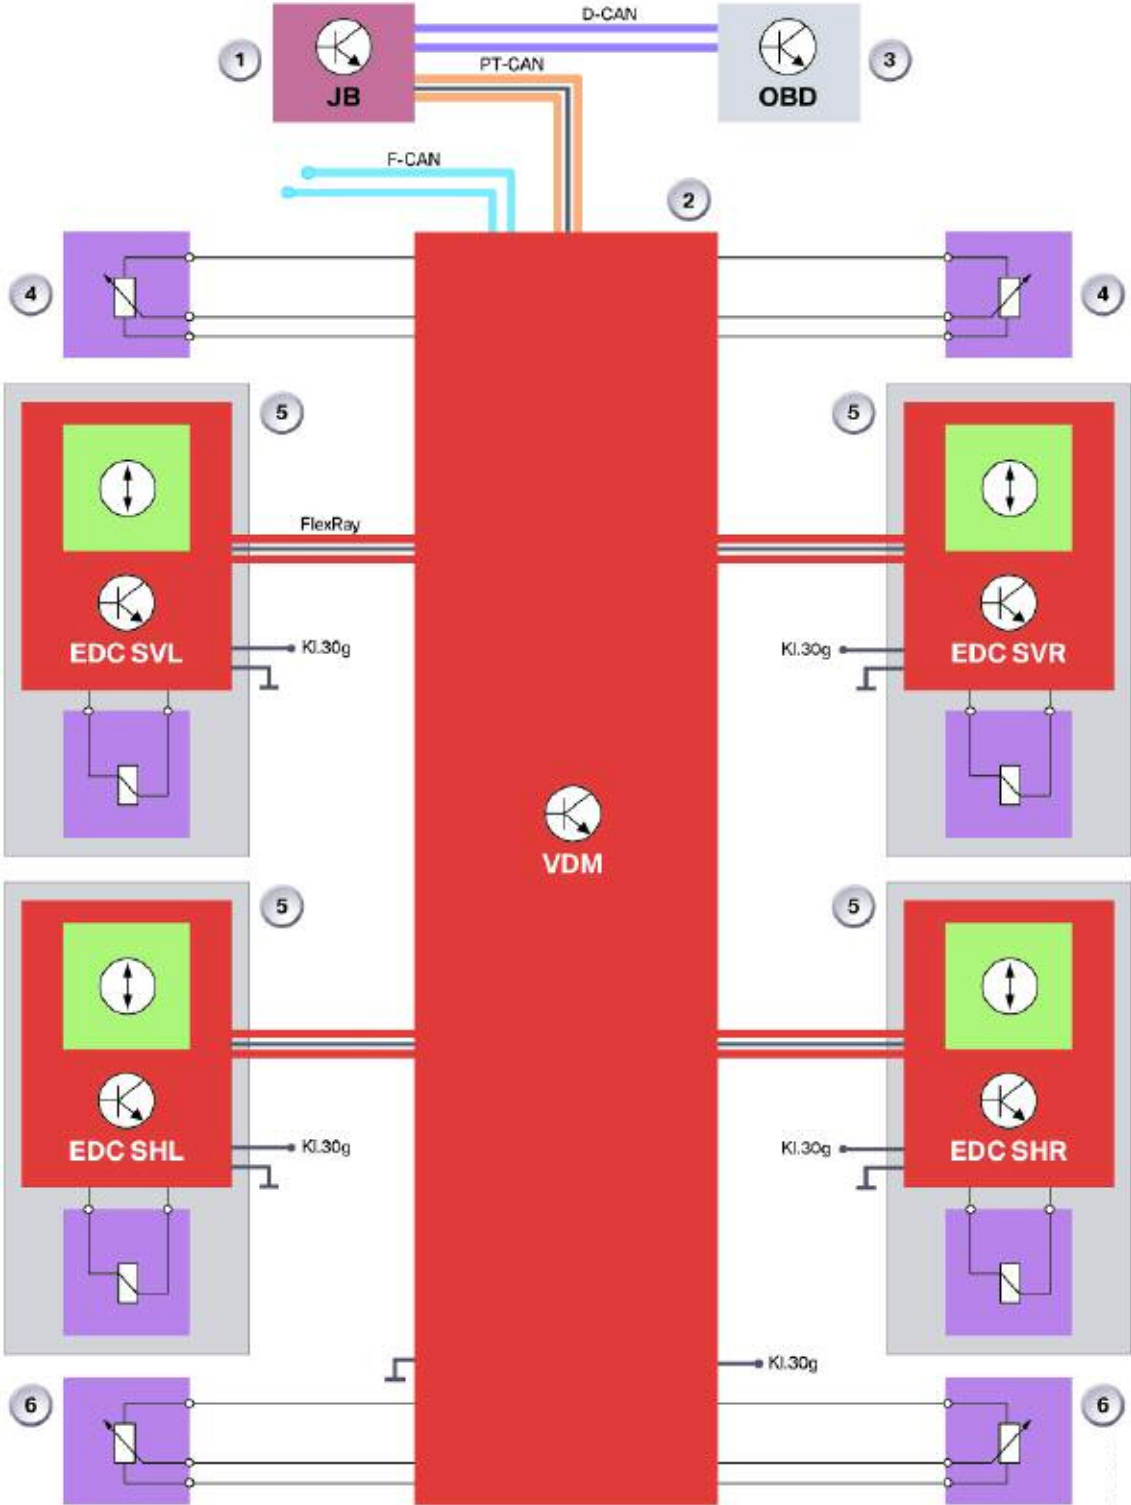 D-CAN
1
JB
PT-CAN
OBD
3
F-CAN
2
4
4
5
5
FlexRay
EDC SVL
Kl.30g
Kl.30g
EDC SVR
VDM
5
5
EDC SHL
Kl.30g
Kl.30g
EDC SHR
Kl.30g
6
6